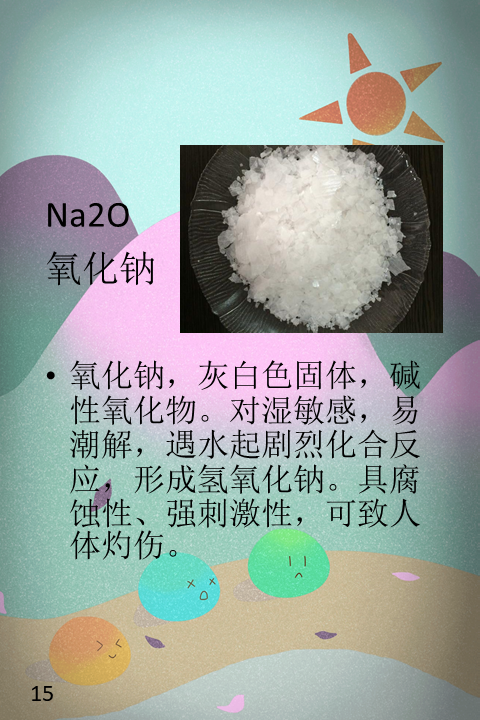 Na2O
氧化钠
• 氧化钠，灰白色固体，碱
性氧化物。对湿敏感，易
潮解，遇水起剧烈化合反
应，形成氢氧化钠。具腐
蚀性、强刺激性，可致人
体灼伤。
15